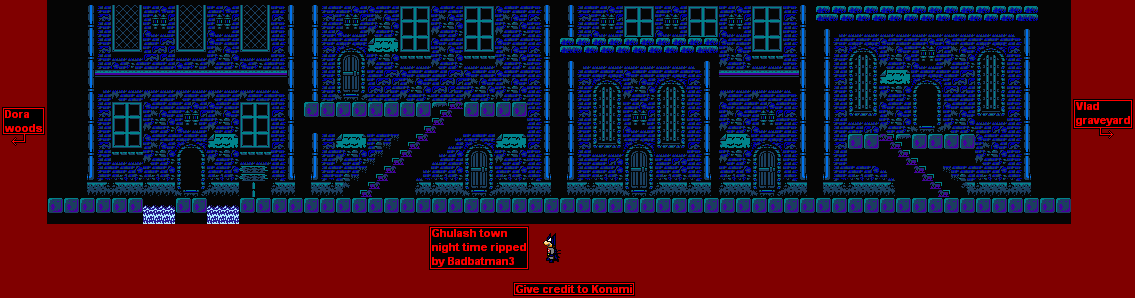 Dora
woods
Vlad
graveyard
Ghulash town
night time ripped
by Badbatman3
Give credit to Konami